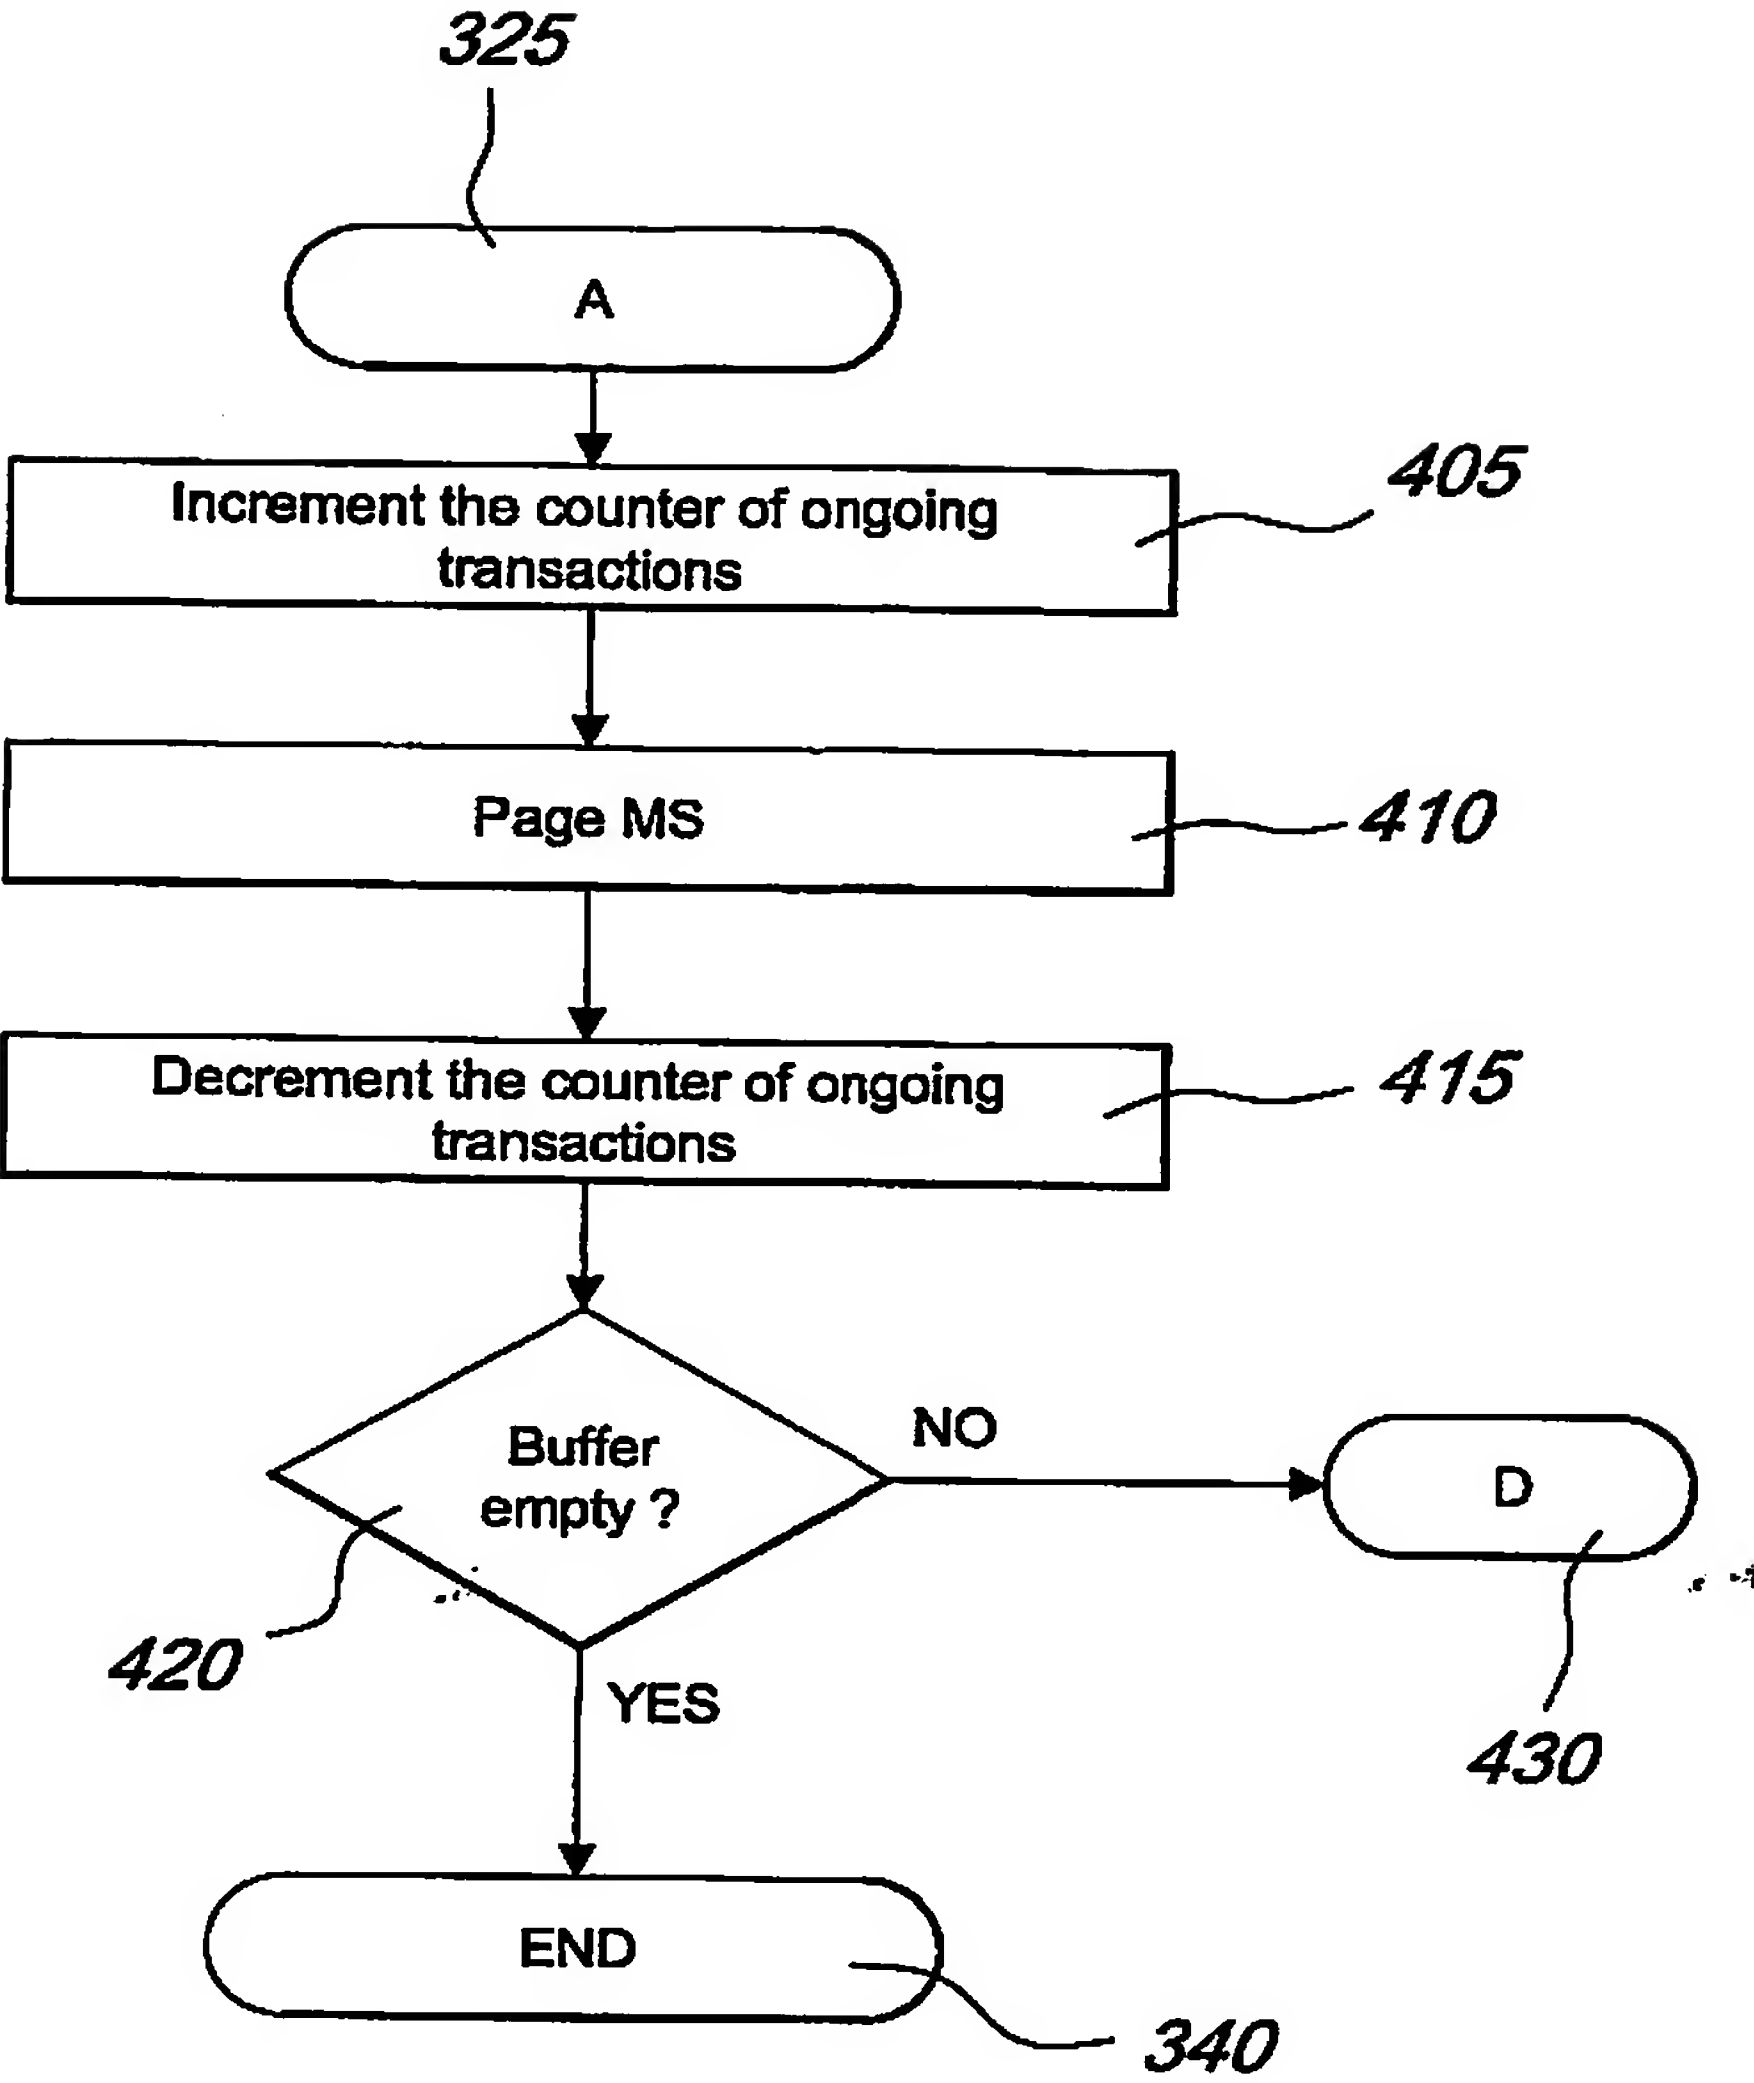 325
A
Increment the counter of ongoing
transactions
405
Page MS
410
Decrement the counter of ongoing
transactions
415
Buffer
empty ?
NO
D
420
YES
430
END
340